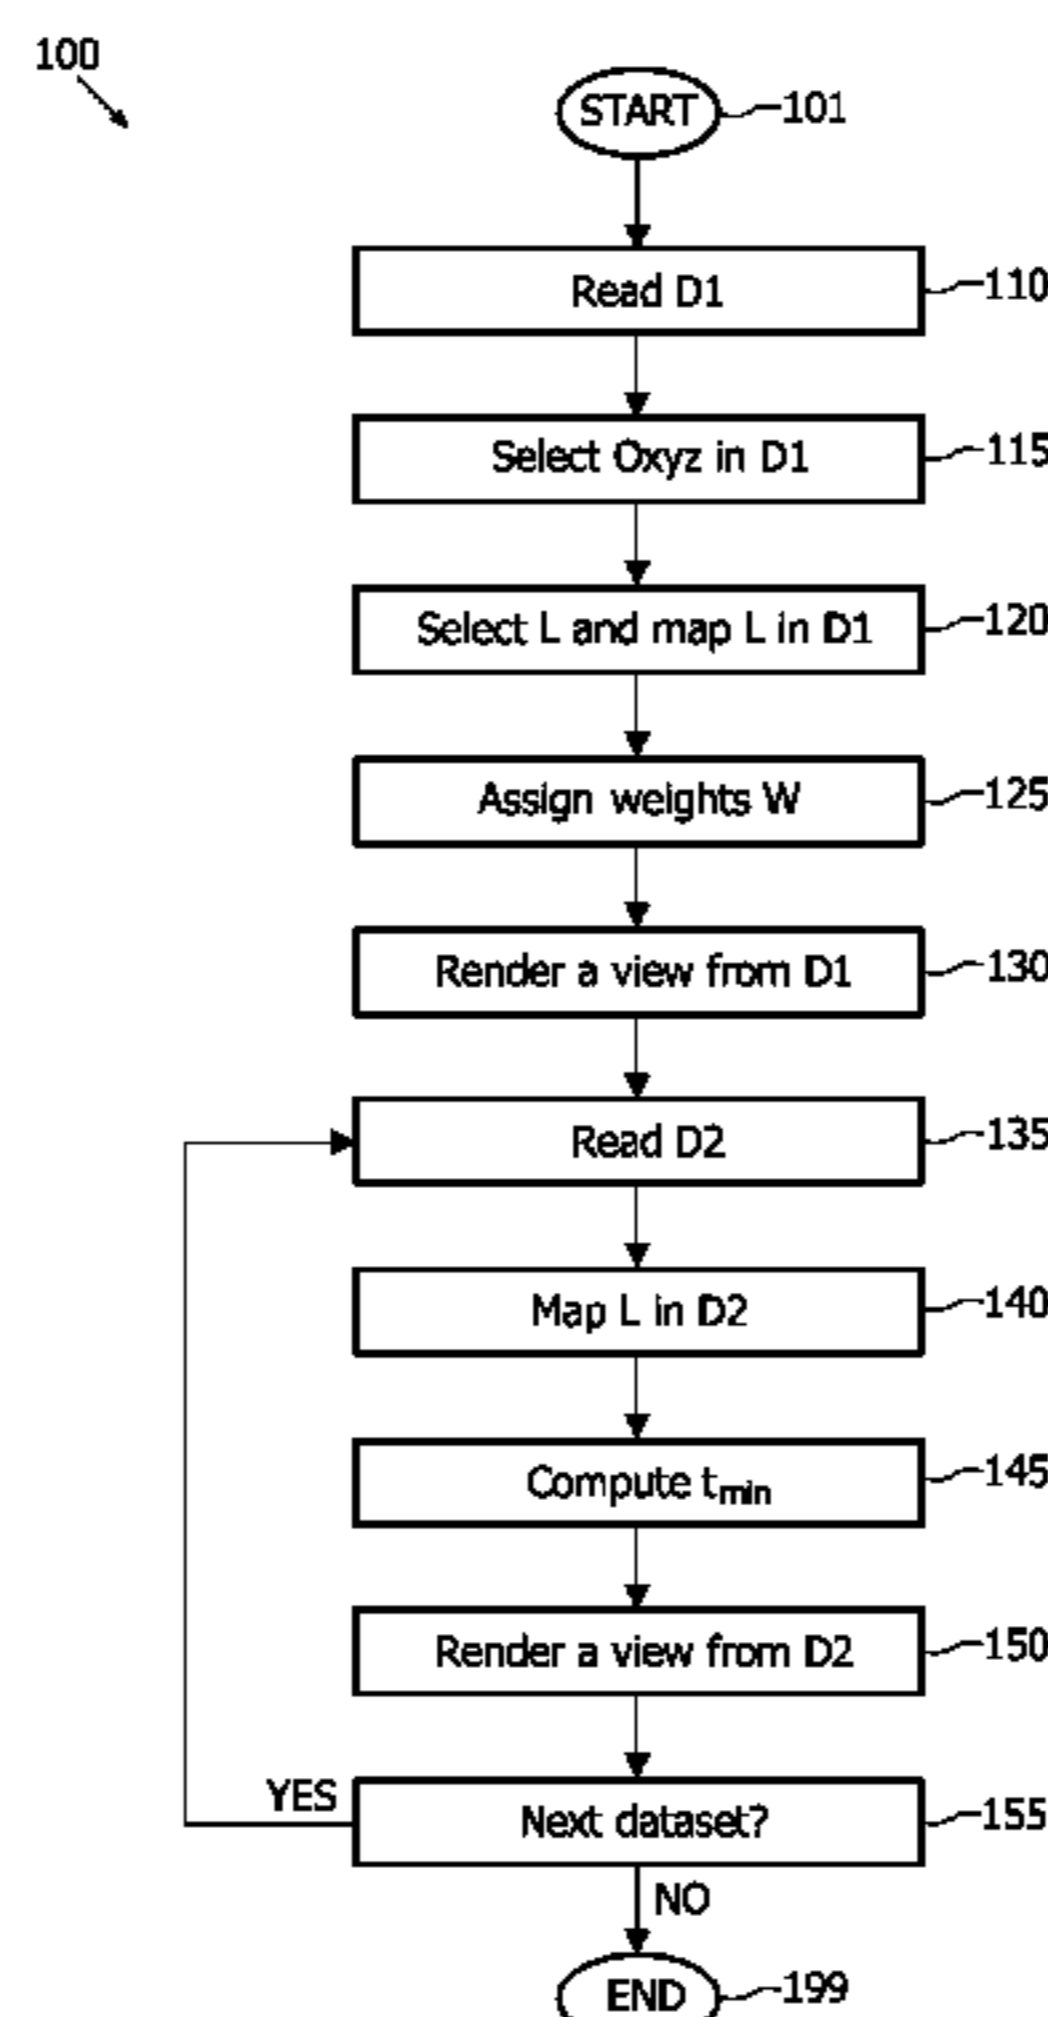 100
START 101
Read D1 110
Select Oxyz in D1 115
Select L and map L in D1 120
Assign weights W 125
Render a view from D1 130
Read D2 135
Map L in D2 140
Compute tmin 145
Render a view from D2 150
YES
Next dataset? 155
NO
END 199